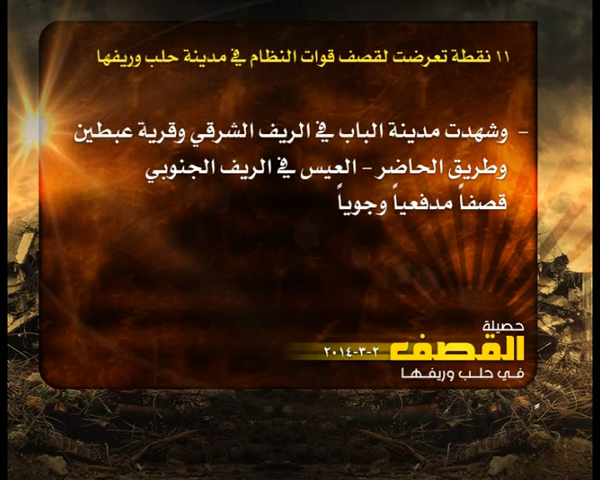 ١١ نقطة تعرضت لقصف قوات النظام في مدينة حلب وريفها
- وشهدت مدينة الباب في الريف الشرقي وقرية عبطين
وطريق الحاضر - العيس في الريف الجنوبي
قصفاً مدفعياً وجوياً
حصيلة
القصف ٢-٣-٢٠١٤
في حلب وريفها